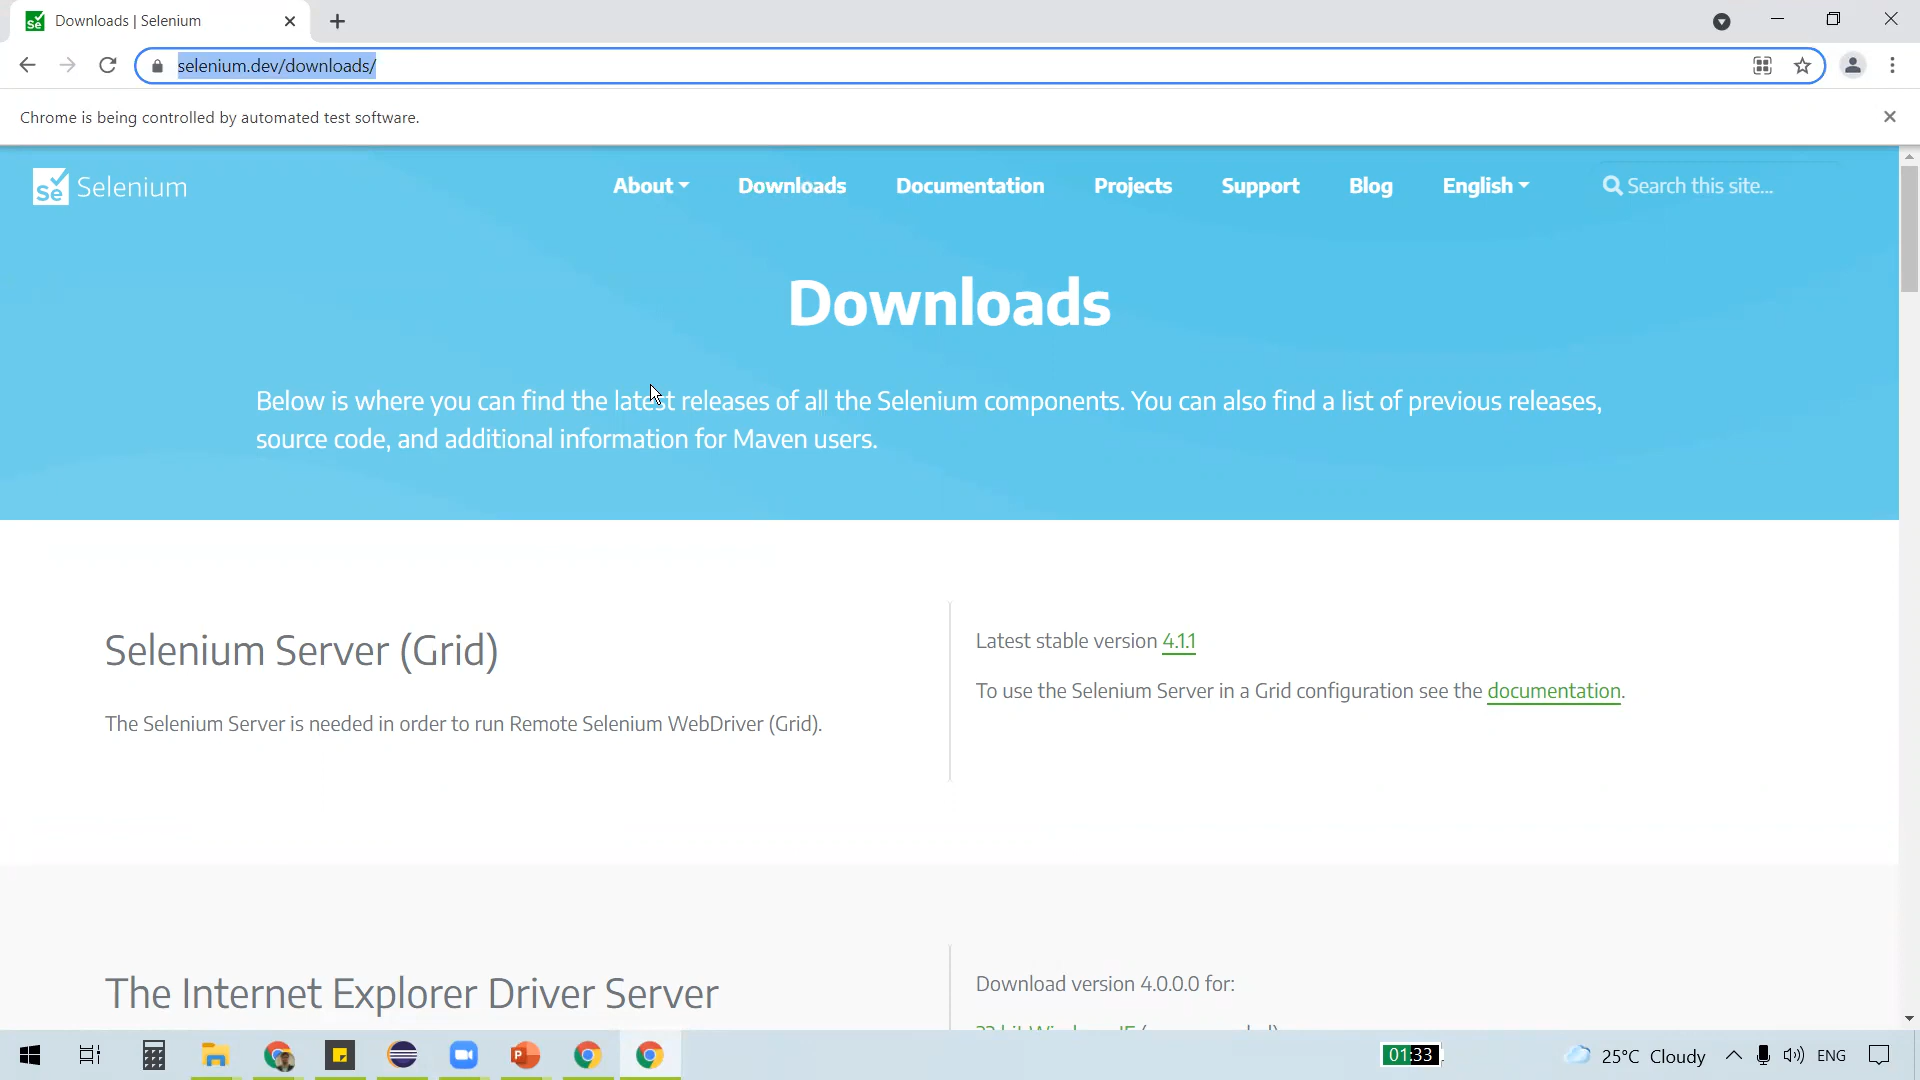 Downloads | Selenium
selenium.dev/downloads/
Chrome is being controlled by automated test software.
Se Selenium
About Downloads Documentation Projects Support Blog English Search this site...
Downloads
Below is where you can find the latest releases of all the Selenium components. You can also find a list of previous releases,
source code, and additional information for Maven users.
Selenium Server (Grid)
The Selenium Server is needed in order to run Remote Selenium WebDriver (Grid).
Latest stable version 4.1.1
To use the Selenium Server in a Grid configuration see the documentation.
The Internet Explorer Driver Server
Download version 4.0.0.0 for:
01:33
25°C Cloudy
ENG